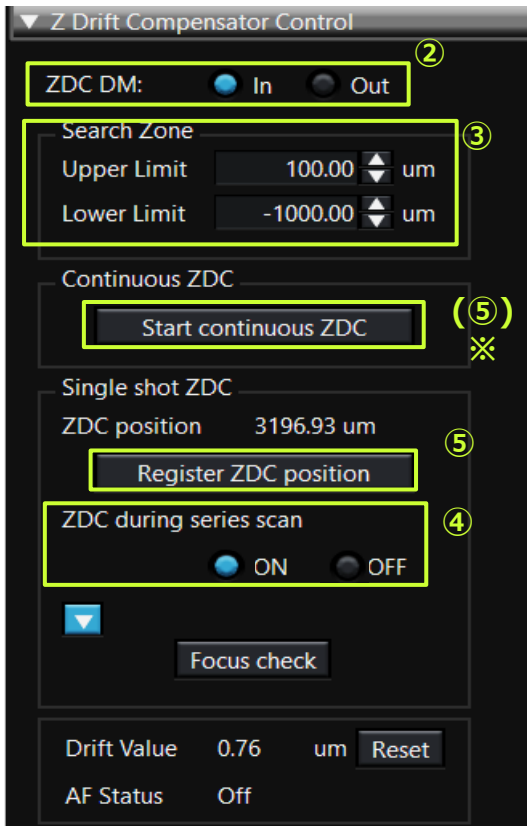 ▼ Z Drift Compensator Control
②
ZDC DM: In Out
Search Zone ③
Upper Limit 100.00 um
Lower Limit -1000.00 um
Continuous ZDC
Start continuous ZDC (⑤)
※
Single shot ZDC
ZDC position 3196.93 um
⑤
Register ZDC position
ZDC during series scan ④
ON OFF
Focus check
Drift Value 0.76 um Reset
AF Status Off